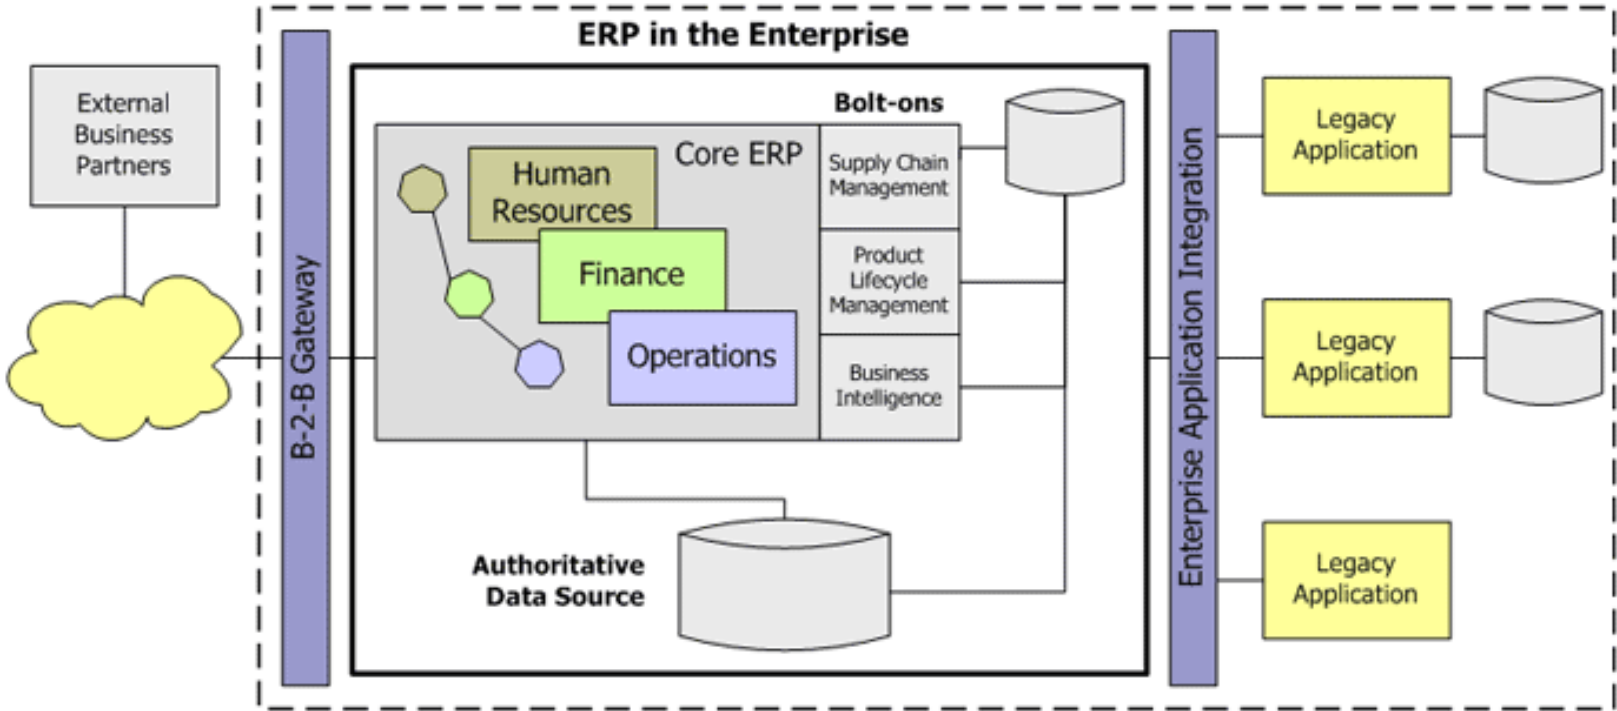 ERP in the Enterprise
External
Business
Partners
B-2-B Gateway
Core ERP
Human
Resources
Finance
Operations
Bolt-ons
Supply Chain
Management
Product
Lifecycle
Management
Business
Intelligence
Authoritative
Data Source
Enterprise Application Integration
Legacy
Application
Legacy
Application
Legacy
Application